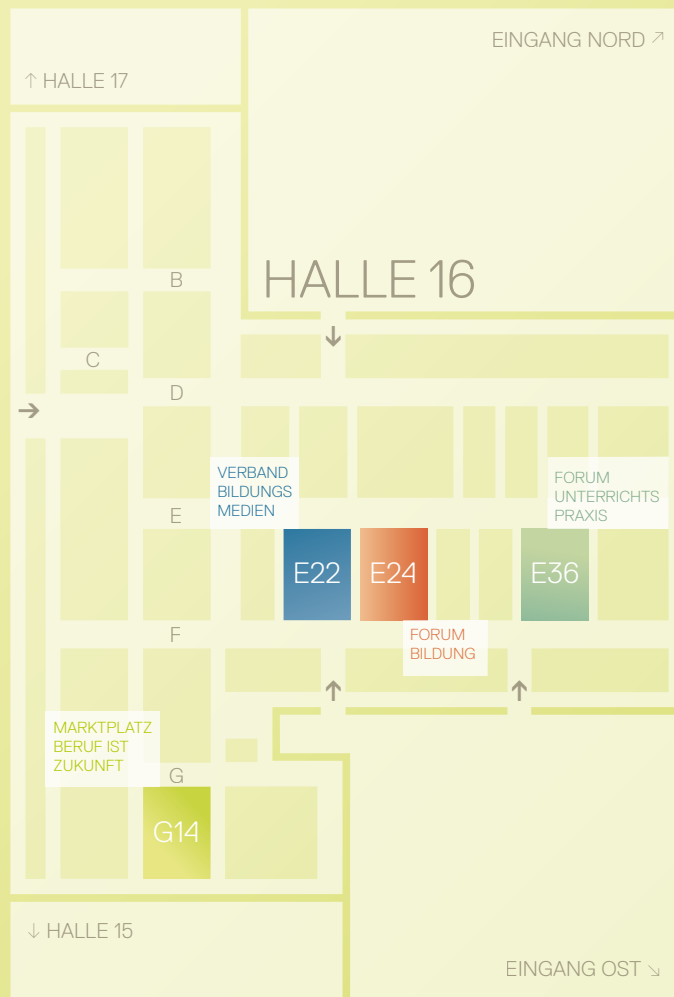 EINGANG NORD ↗
↑ HALLE 17
HALLE 16
B
↓
C
D
→
VERBAND
BILDUNGS
MEDIEN
FORUM
UNTERRICHTS
PRAXIS
E
E22
E24
E36
F
FORUM
BILDUNG
↑
↑
MARKTPLATZ
BERUF IST
ZUKUNFT
G
G14
↓ HALLE 15
EINGANG OST ↘